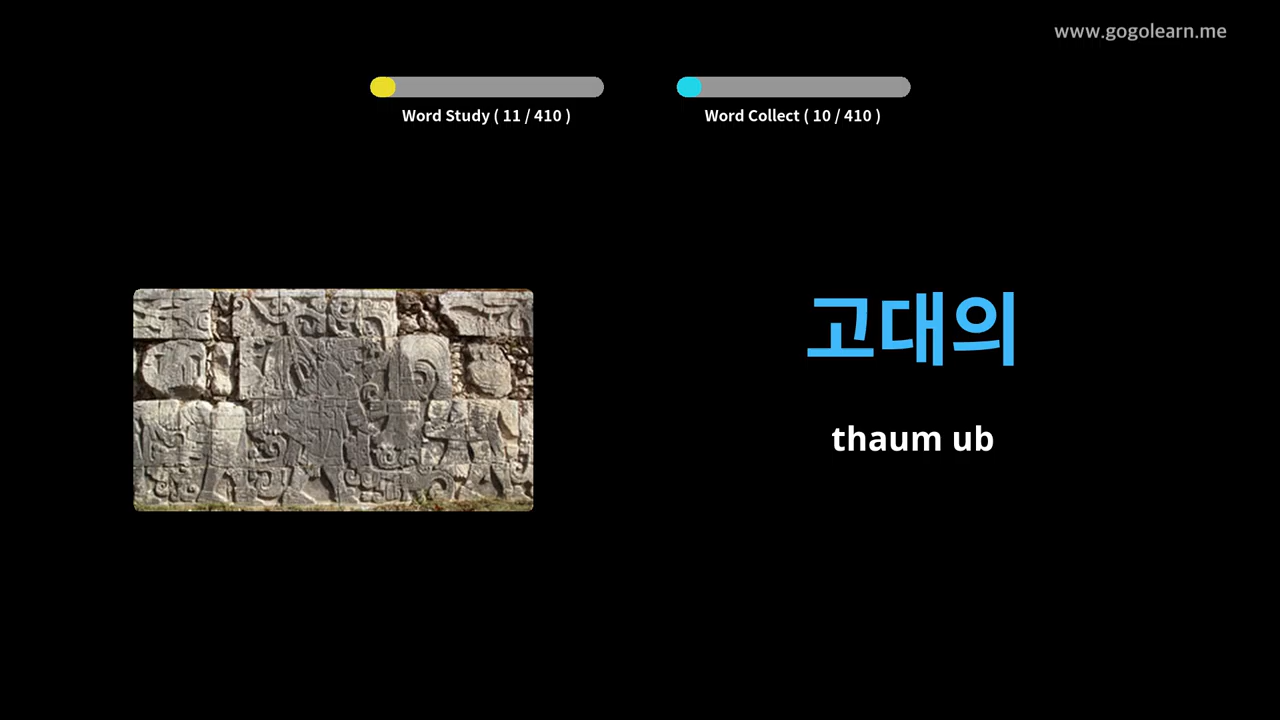 www.gogolearn.me
Word Study ( 11 / 410 )
Word Collect ( 10 / 410 )
고대의
thaum ub